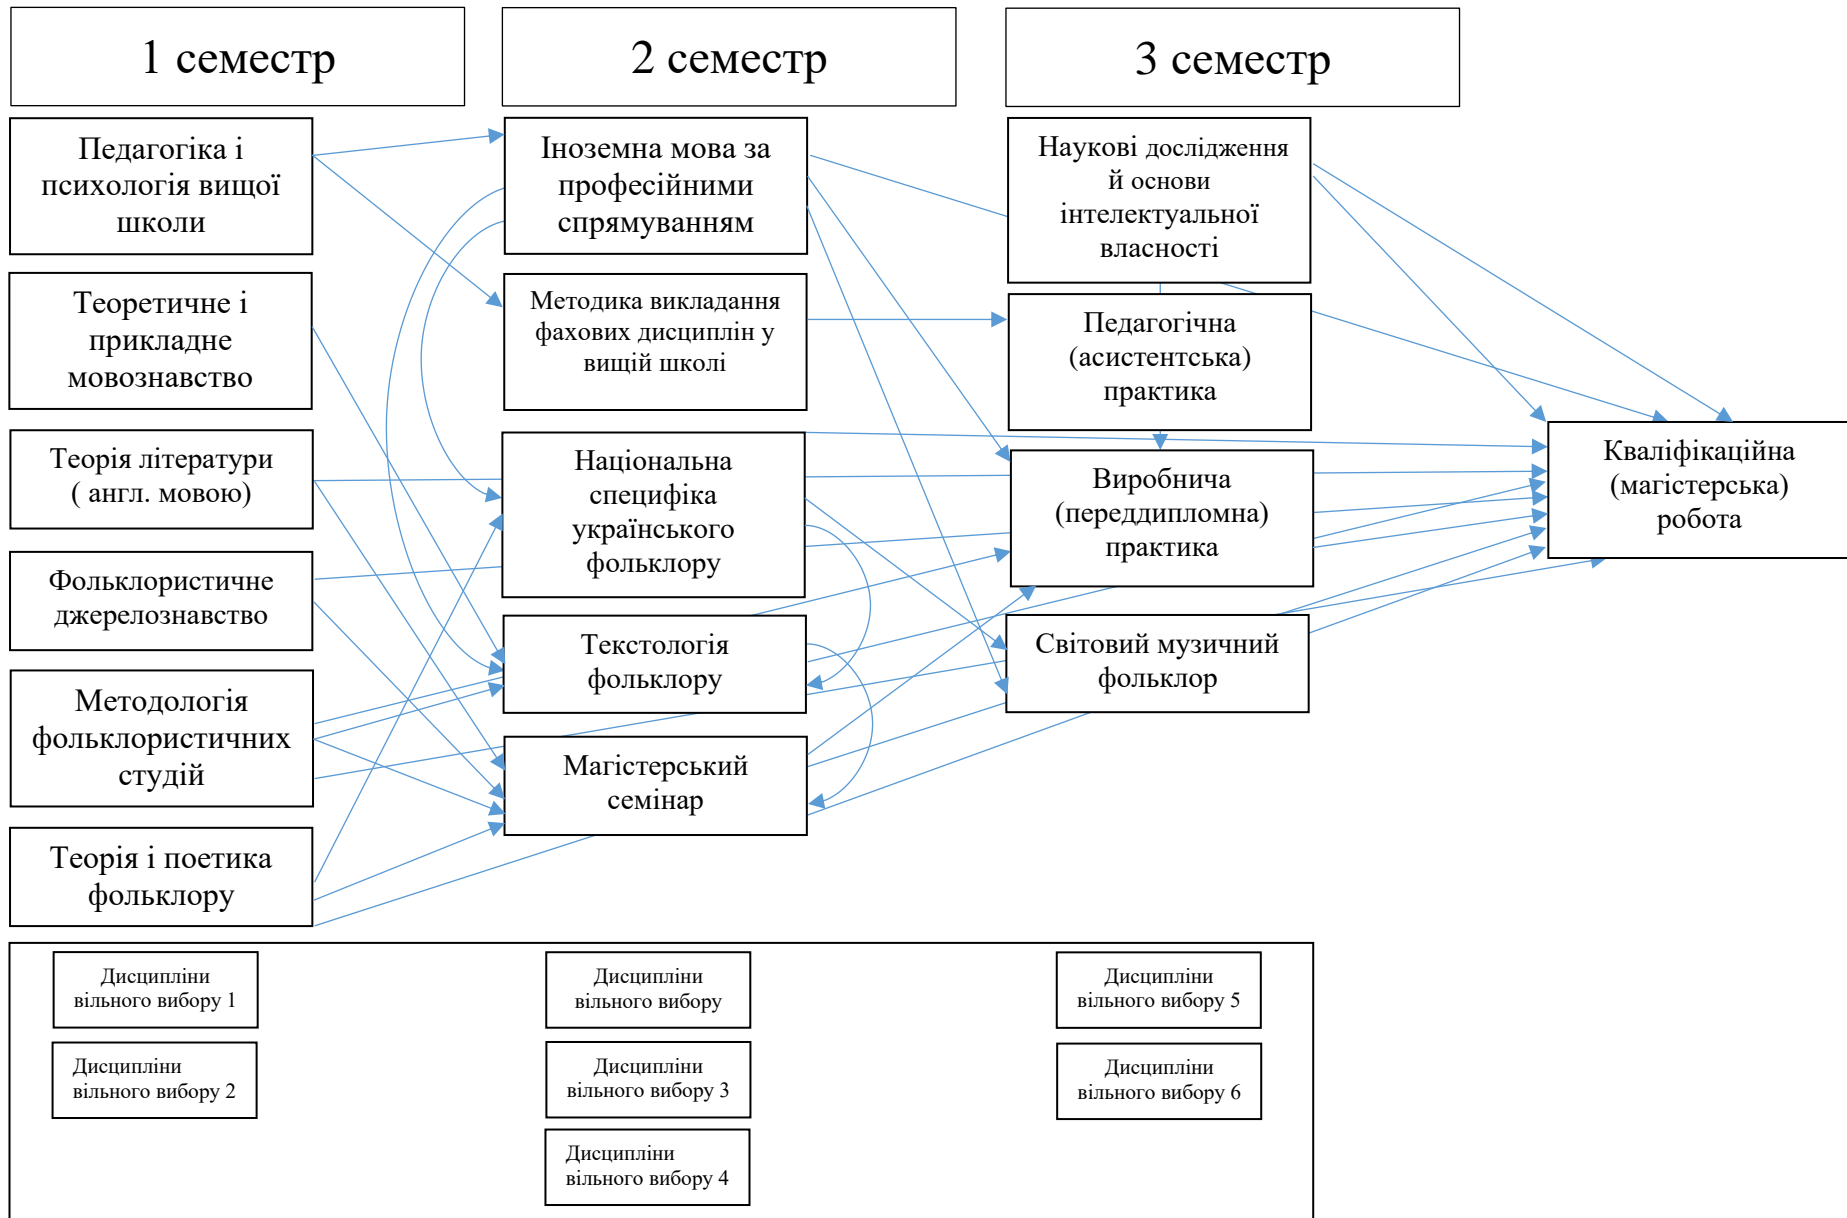 1 семестр
2 семестр
3 семестр
Педагогіка і
психологія вищої
школи
Теоретичне і
прикладне
мовознавство
Теорія літератури
( англ. мовою)
Фольклористичне
джерелознавство
Методологія
фольклористичних
студій
Теорія і поетика
фольклору
Іноземна мова за
професійними
спрямуванням
Методика викладання
фахових дисциплін у
вищій школі
Національна
специфіка
українського
фольклору
Текстологія
фольклору
Магістерський
семінар
Наукові дослідження
й основи
інтелектуальної
власності
Педагогічна
(асистентська)
практика
Виробнича
(переддипломна)
практика
Світовий музичний
фольклор
Кваліфікаційна
(магістерська)
робота
Дисципліни
вільного вибору 1
Дисципліни
вільного вибору 2
Дисципліни
вільного вибору
Дисципліни
вільного вибору 3
Дисципліни
вільного вибору 4
Дисципліни
вільного вибору 5
Дисципліни
вільного вибору 6